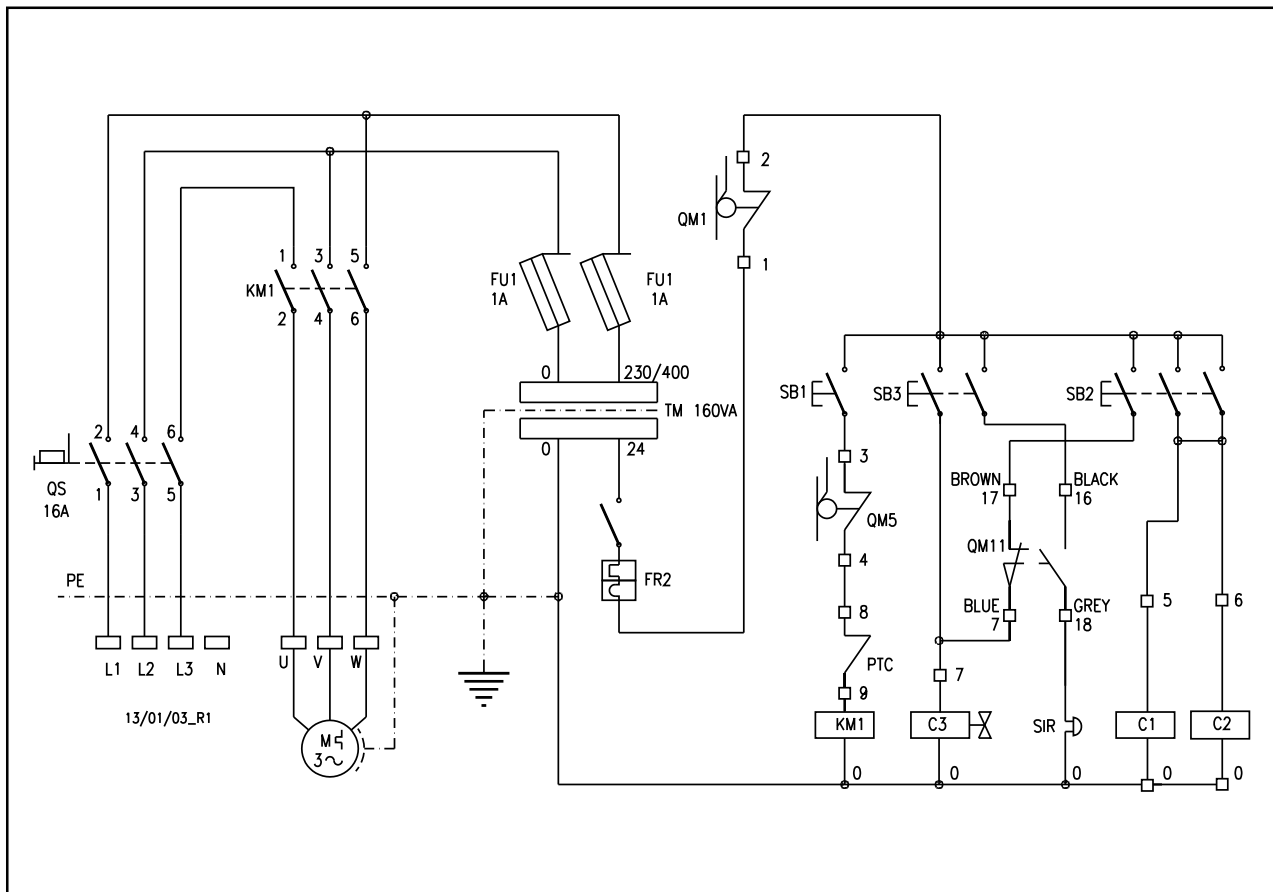 2
QM1
1
1 3 5
KM1
2 4 6
FU1
1A
FU1
1A
0
230/400
TM 160VA
0
24
2 4 6
QS
16A
1 3 5
FR2
PE
L1 L2 L3 N
U V W
M
3~
13/01/03_R1
SB1
SB3
SB2
3
QM5
4
8
PTC
9
KM1
0
BROWN
17
BLACK
16
QM11
BLUE
7
GREY
18
7
C3
0
SIR
0
5
C1
0
6
C2
0